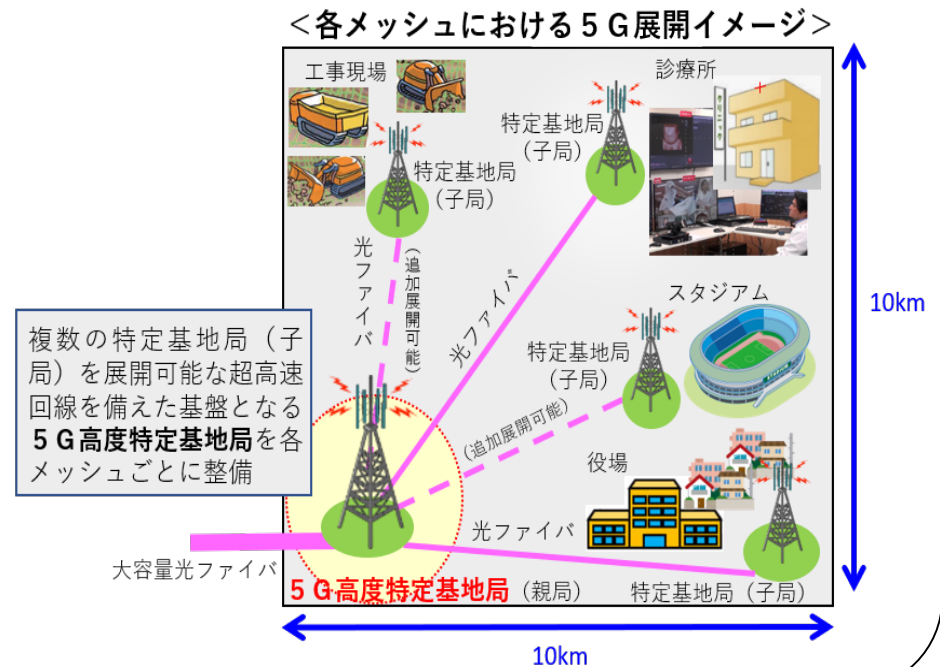 ＜各メッシュにおける５Ｇ展開イメージ＞
工事現場
診療所
特定基地局
（子局）
特定基地局
（子局）
光ファイバ
（追加展開可能）
光ファイバ
スタジアム
10km
複数の特定基地局（子
局）を展開可能な超高速
回線を備えた基盤となる
５Ｇ高度特定基地局を各
メッシュごとに整備
特定基地局
（子局）
（追加展開可能）
役場
光ファイバ
大容量光ファイバ
５Ｇ高度特定基地局（親局）
特定基地局（子局）
10km